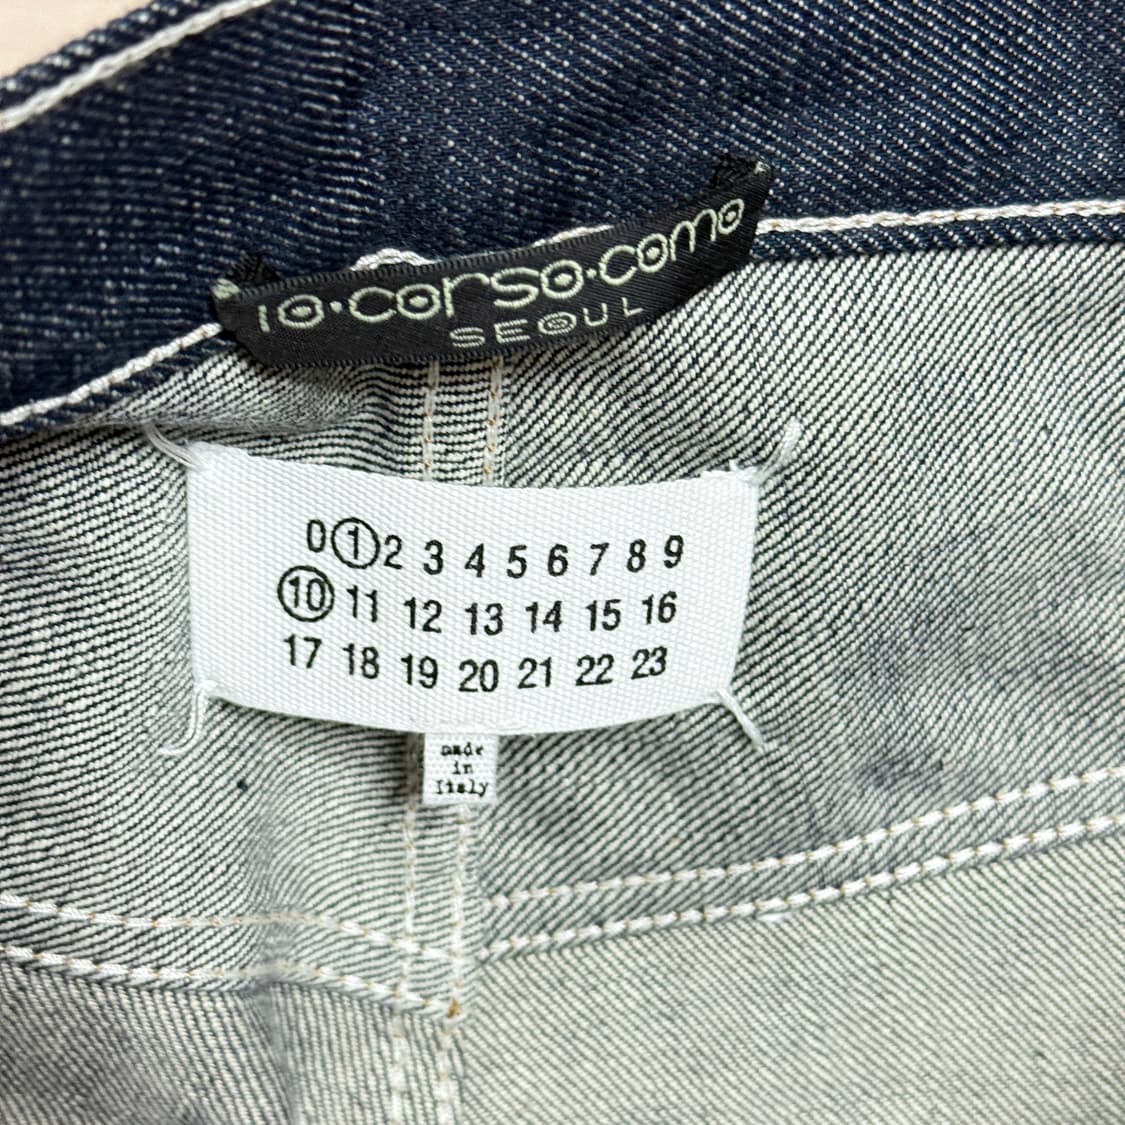 10·corso·como
SEOUL
0 1 2 3 4 5 6 7 8 9
10 11 12 13 14 15 16
17 18 19 20 21 22 23
made
in
Italy